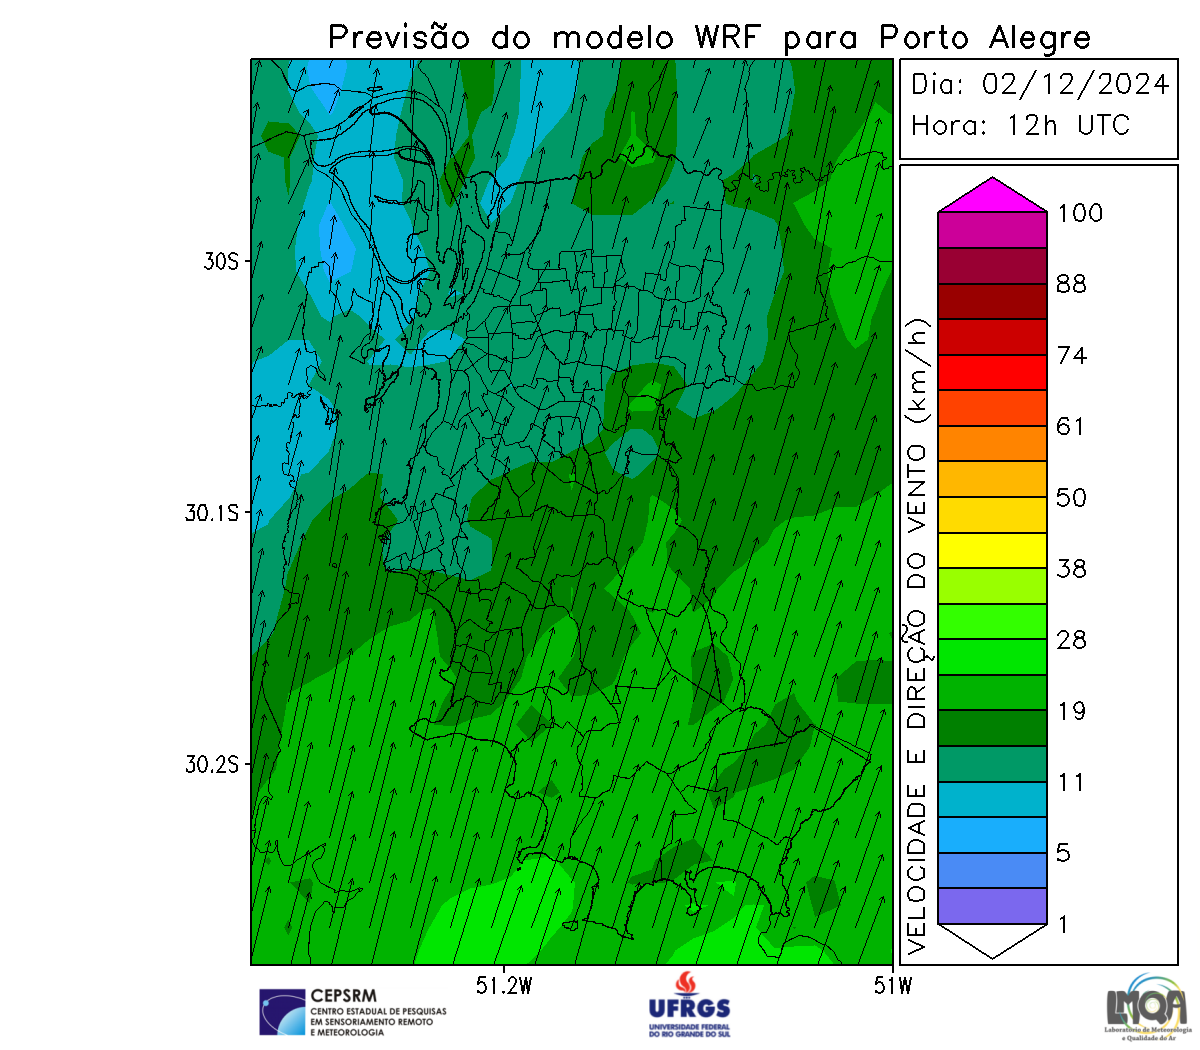 Previsão do modelo WRF para Porto Alegre
Dia: 02/12/2024
Hora: 12h UTC
30S
30.1S
30.2S
51.2W
51W
VELOCIDADE E DIREÇÃO DO VENTO (km/h)
100
88
74
61
50
38
28
19
11
5
1
CEPSRM
CENTRO ESTADUAL DE PESQUISAS
EM SENSORIAMENTO REMOTO
E METEOROLOGIA
UFRGS
UNIVERSIDADE FEDERAL
DO RIO GRANDE DO SUL
LMQA
Laboratório de Meteorologia
e Qualidade do Ar